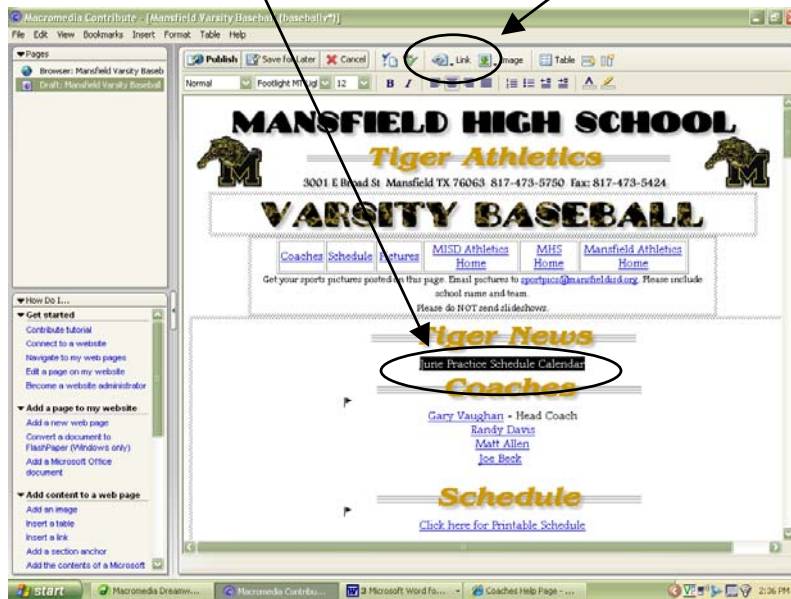 Macromedia Contribute - [Mansfield Varsity Baseball (baseballv*)]
File Edit View Bookmarks Insert Format Table Help
Pages
Browser: Mansfield Varsity Baseb
Draft: Mansfield Varsity Basebal
Publish Save for Later Cancel Link Image Table
Normal Footlight MT Ligl 12 B I
MANSFIELD HIGH SCHOOL
Tiger Athletics
3001 E Broad St Mansfield TX 76063 817-473-5750 Fax: 817-473-5424
VARSITY BASEBALL
Coaches Schedule Pictures MISD Athletics Home MHS Home Mansfield Athletics Home
Get your sports pictures posted on this page. Email pictures to sportpics@mansfieldisd.org. Please include
school name and team.
Please do NOT send slideshows.
Tiger News
June Practice Schedule Calendar
Coaches
Gary Vaughan - Head Coach
Randy Davis
Matt Allen
Joe Beck
Schedule
Click here for Printable Schedule
How Do I...
Get started
Contribute tutorial
Connect to a website
Navigate to my web pages
Edit a page on my website
Become a website administrator
Add a page to my website
Add a new web page
Convert a document to
FlashPaper (Windows only)
Add a Microsoft Office
document
Add content to a web page
Add an image
Insert a table
Insert a link
Add a section anchor
Add the contents of a Microsoft
start Macromedia Dreamw... Macromedia Contribu... 3 Microsoft Word fo... Coaches Help Page - ... 2:36 PM